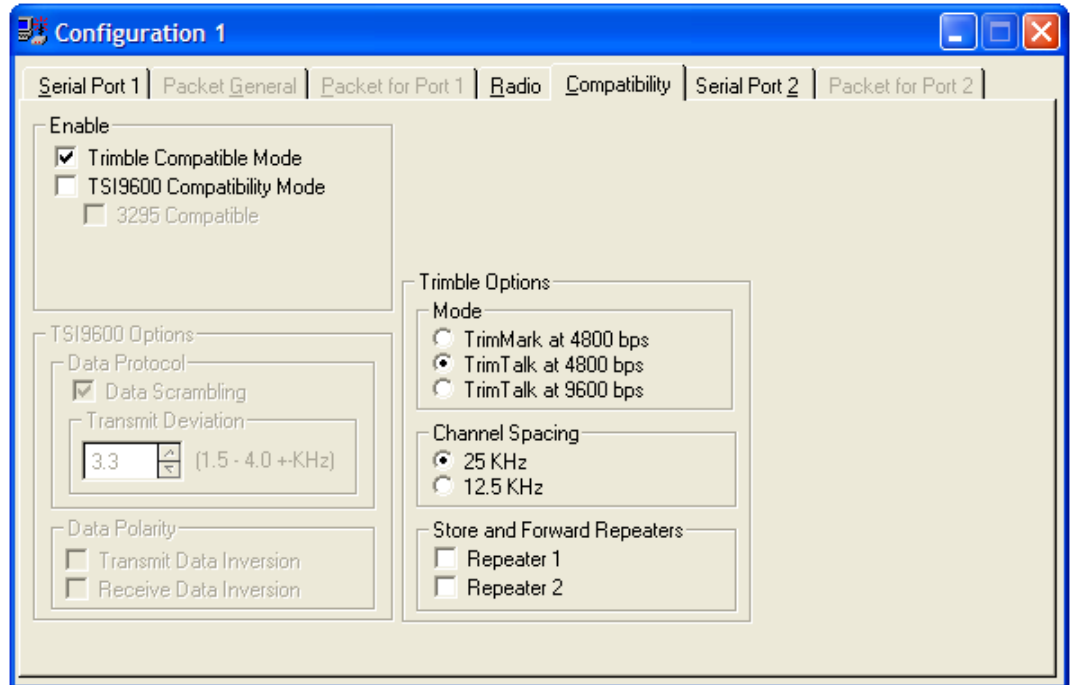 Configuration 1
Serial Port 1 Packet General Packet for Port 1 Radio Compatibility Serial Port 2 Packet for Port 2
Enable
Trimble Compatible Mode
TSI9600 Compatibility Mode
3295 Compatible
TSI9600 Options
Data Protocol
Data Scrambling
Transmit Deviation
3.3 (1.5 - 4.0 +-KHz)
Data Polarity
Transmit Data Inversion
Receive Data Inversion
Trimble Options
Mode
TrimMark at 4800 bps
TrimTalk at 4800 bps
TrimTalk at 9600 bps
Channel Spacing
25 KHz
12.5 KHz
Store and Forward Repeaters
Repeater 1
Repeater 2